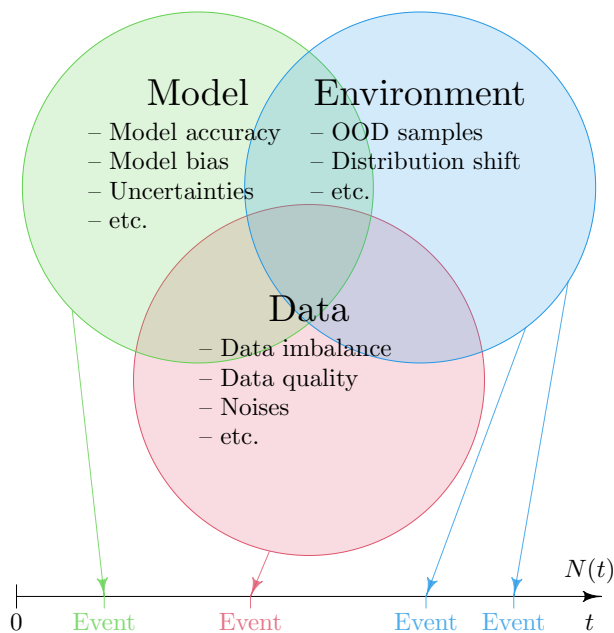 Model
– Model accuracy
– Model bias
– Uncertainties
– etc.
Environment
– OOD samples
– Distribution shift
– etc.
Data
– Data imbalance
– Data quality
– Noises
– etc.
N(t)
0
Event
Event
Event
Event
t